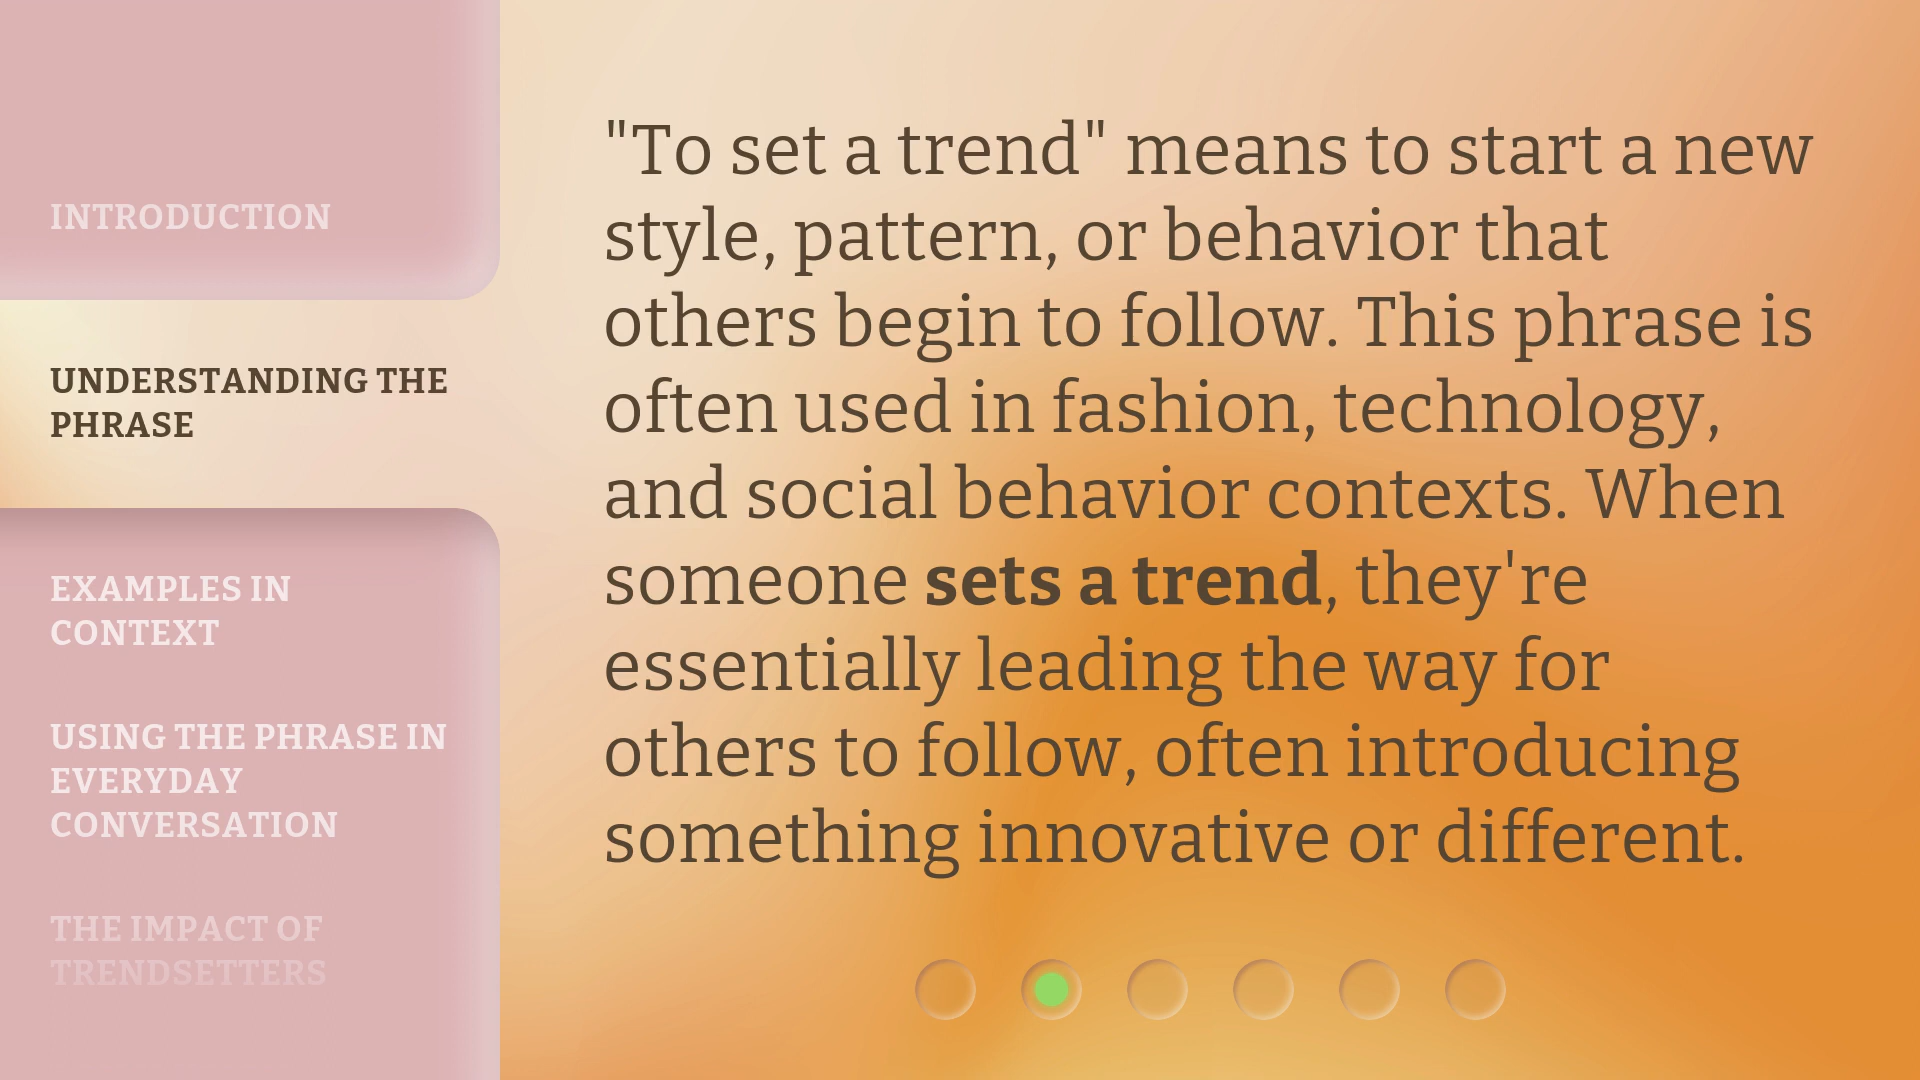 INTRODUCTION
UNDERSTANDING THE
PHRASE
EXAMPLES IN
CONTEXT
USING THE PHRASE IN
EVERYDAY
CONVERSATION
THE IMPACT OF
TRENDSETTERS
"To set a trend" means to start a new
style, pattern, or behavior that
others begin to follow. This phrase is
often used in fashion, technology,
and social behavior contexts. When
someone sets a trend, they're
essentially leading the way for
others to follow, often introducing
something innovative or different.